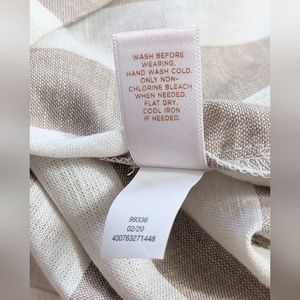 WASH BEFORE
WEARING,
HAND WASH COLD.
ONLY NON-
CHLORINE BLEACH
WHEN NEEDED.
FLAT DRY.
COOL IRON
IF NEEDED.
99336
02/20
400763271448